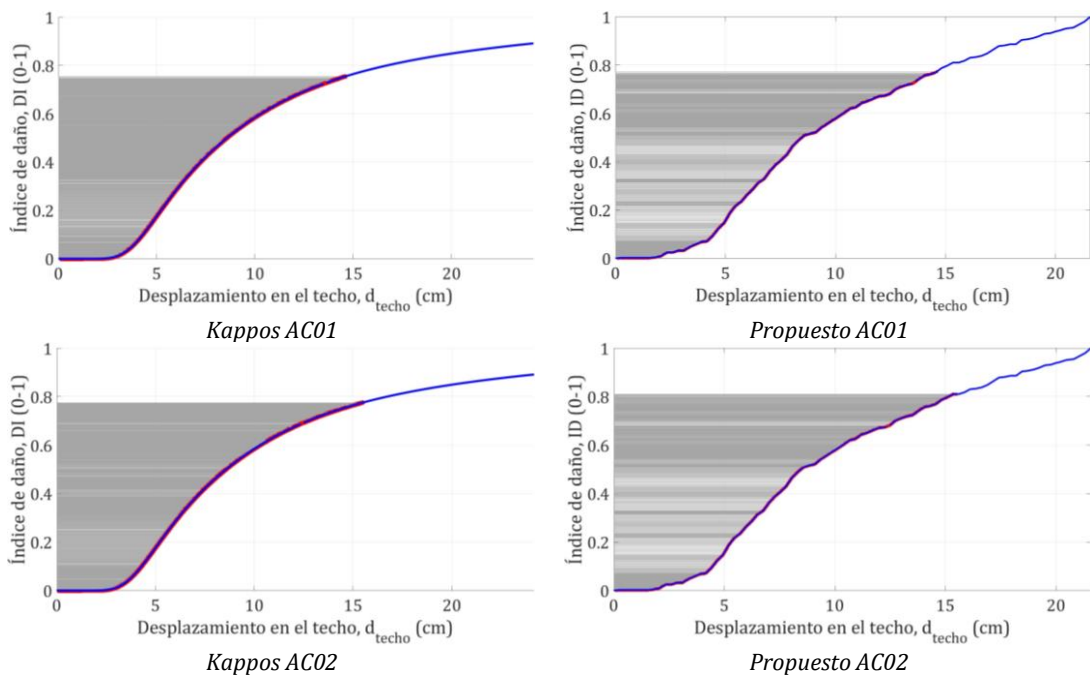 1
0.8
0.6
0.4
0.2
0
Índice de daño, DI (0-1)
0 5 10 15 20
Desplazamiento en el techo, d_techo (cm)
Kappos AC01
1
0.8
0.6
0.4
0.2
0
Índice de daño, ID (0-1)
0 5 10 15 20
Desplazamiento en el techo, d_techo (cm)
Propuesto AC01
1
0.8
0.6
0.4
0.2
0
Índice de daño, DI (0-1)
0 5 10 15 20
Desplazamiento en el techo, d_techo (cm)
Kappos AC02
1
0.8
0.6
0.4
0.2
0
Índice de daño, ID (0-1)
0 5 10 15 20
Desplazamiento en el techo, d_techo (cm)
Propuesto AC02